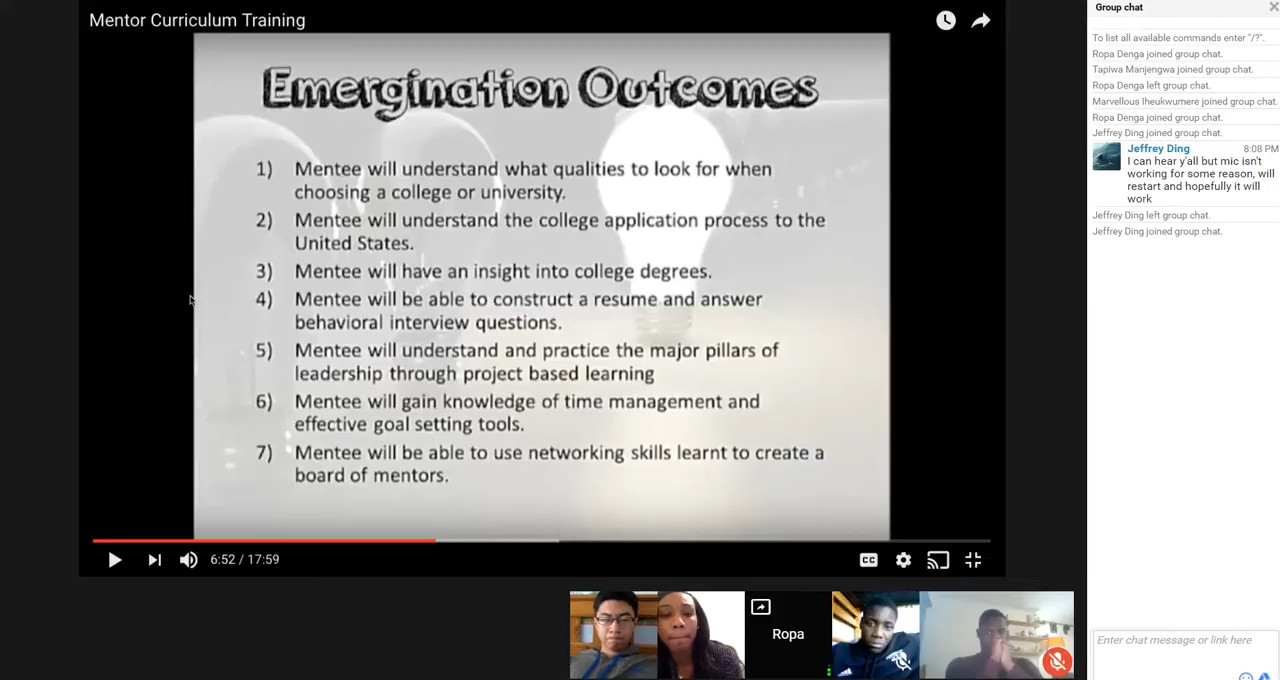 Mentor Curriculum Training
Emergination Outcomes
1) Mentee will understand what qualities to look for when
choosing a college or university.
2) Mentee will understand the college application process to the
United States.
3) Mentee will have an insight into college degrees.
4) Mentee will be able to construct a resume and answer
behavioral interview questions.
5) Mentee will understand and practice the major pillars of
leadership through project based learning
6) Mentee will gain knowledge of time management and
effective goal setting tools.
7) Mentee will be able to use networking skills learnt to create a
board of mentors.
6:52 / 17:59
CC
Ropa
Group chat
To list all available commands enter "/?".
Ropa Denga joined group chat.
Tapiwa Manjengwa joined group chat.
Ropa Denga left group chat.
Marvellous Iheukwumere joined group chat.
Ropa Denga joined group chat.
Jeffrey Ding joined group chat.
Jeffrey Ding 8:08 PM
I can hear y'all but mic isn't
working for some reason, will
restart and hopefully it will
work
Jeffrey Ding left group chat.
Jeffrey Ding joined group chat.
Enter chat message or link here